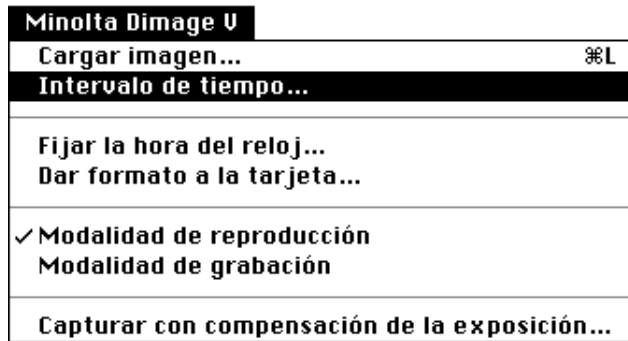 Minolta Dimage V
Cargar imagen... ⌘L
Intervalo de tiempo...
Fijar la hora del reloj...
Dar formato a la tarjeta...
✓ Modalidad de reproducción
Modalidad de grabación
Capturar con compensación de la exposición...